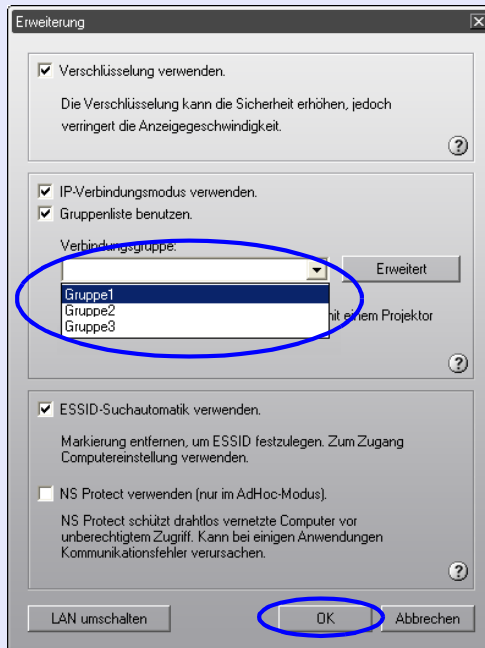 Erweiterung
Verschlüsselung verwenden.
Die Verschlüsselung kann die Sicherheit erhöhen, jedoch
verringert die Anzeigegeschwindigkeit.
?
IP-Verbindungsmodus verwenden.
Gruppenliste benutzen.
Verbindungsgruppe:
Erweitert
Gruppe1
Gruppe2
Gruppe3
mit einem Projektor
?
ESSID-Suchautomatik verwenden.
Markierung entfernen, um ESSID festzulegen. Zum Zugang
Computereinstellung verwenden.
NS Protect verwenden (nur im AdHoc-Modus).
NS Protect schützt drahtlos vernetzte Computer vor
unberechtigtem Zugriff. Kann bei einigen Anwendungen
Kommunikationsfehler verursachen.
?
LAN umschalten
OK
Abbrechen